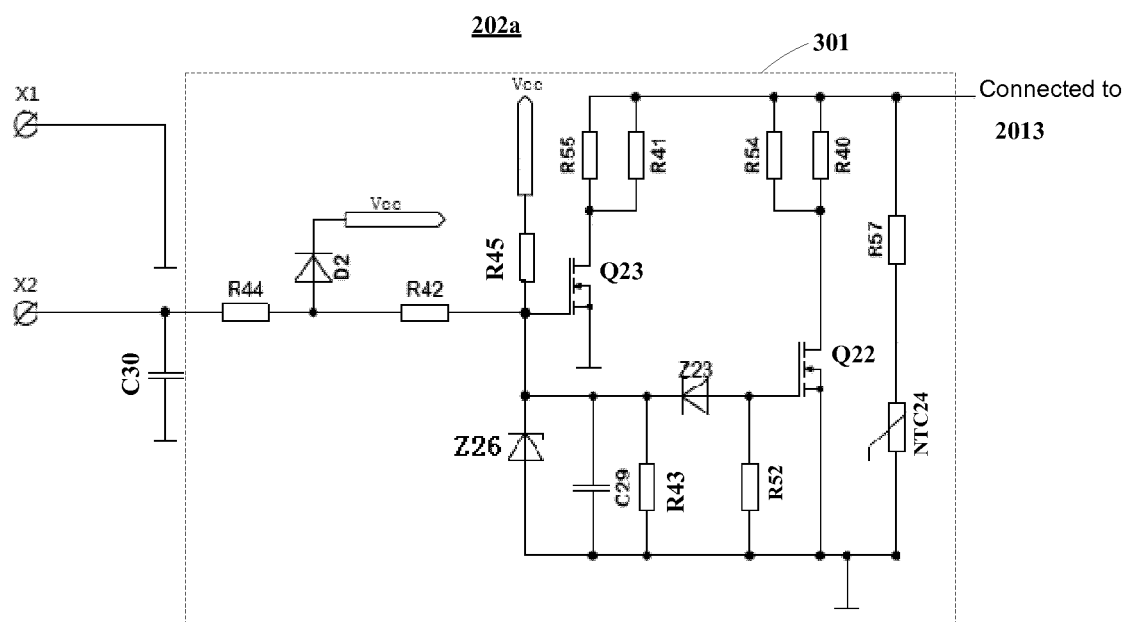 202a
301
X1
Vcc
Connected to
2013
R55
R41
R54
R40
Vcc
D2
R45
Q23
R57
X2
R44
R42
C30
Z23
Q22
NTC24
Z26
C29
R43
R52